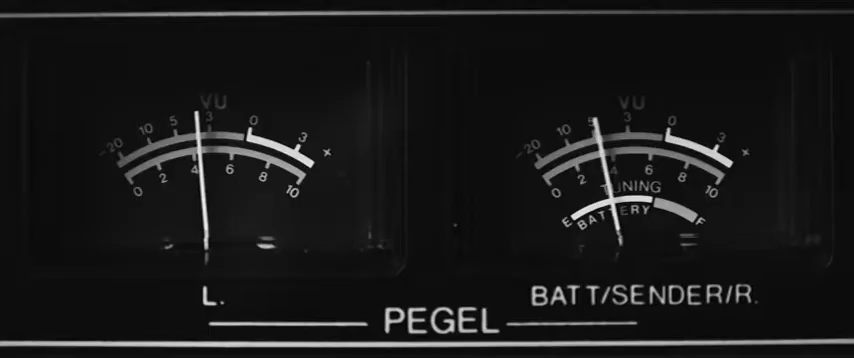 VU VU
-20 10 5 3 0 3 + -20 10 5 3 0 3 +
0 2 4 6 8 10 0 2 4 6 8 10
TUNING
E BATTERY F
L. BATT/SENDER/R.
PEGEL